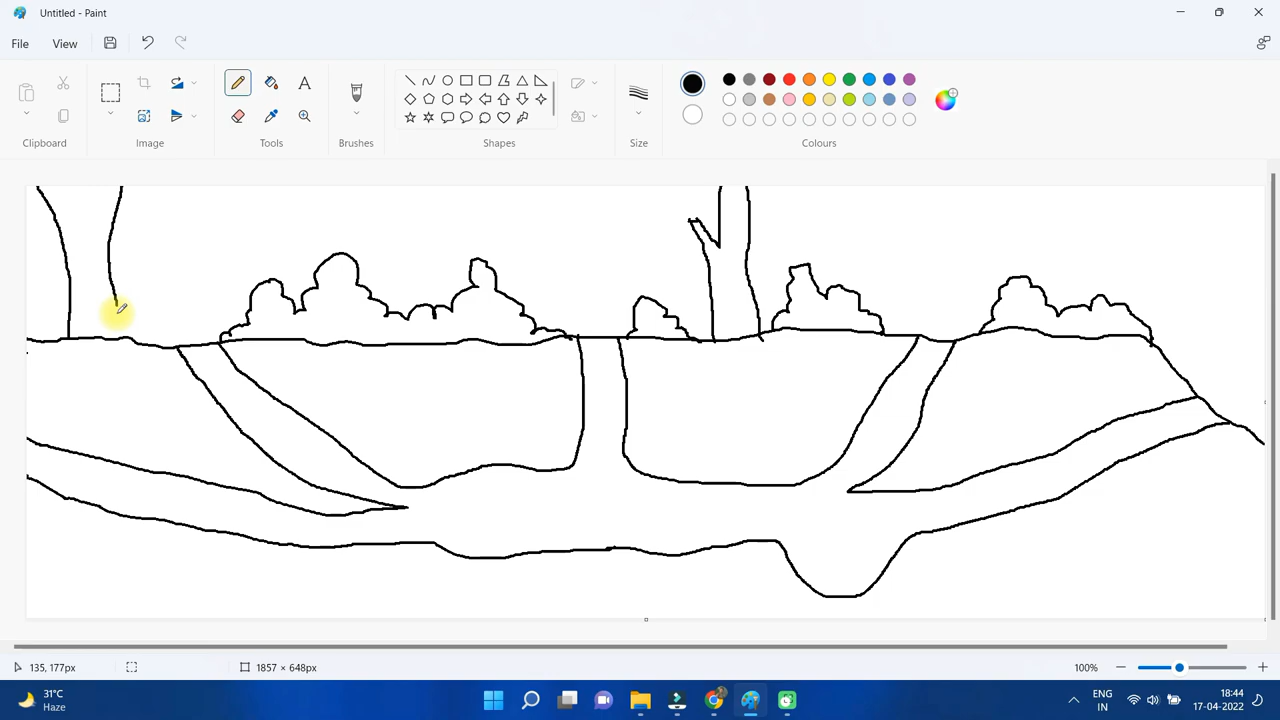 Untitled - Paint
File View
Clipboard Image Tools Brushes Shapes Size Colours
135, 177px 1857 × 648px 100%
31°C
Haze
ENG
IN
18:44
17-04-2022